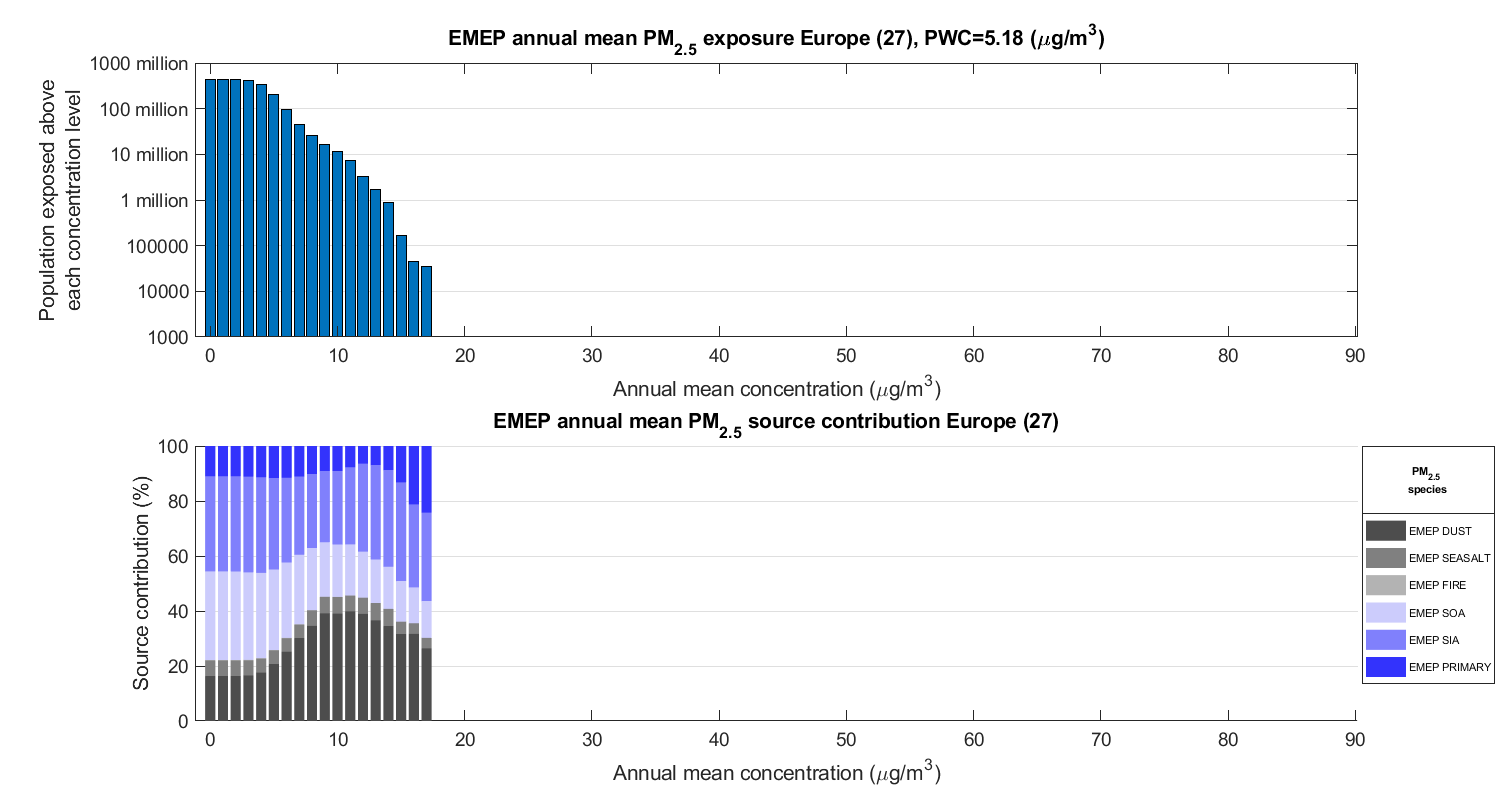 EMEP annual mean PM2.5 exposure Europe (27), PWC=5.18 (μg/m3)
Population exposed above
each concentration level
1000 million
100 million
10 million
1 million
100000
10000
1000
0 10 20 30 40 50 60 70 80 90
Annual mean concentration (μg/m3)
EMEP annual mean PM2.5 source contribution Europe (27)
Source contribution (%)
100
80
60
40
20
0
0 10 20 30 40 50 60 70 80 90
Annual mean concentration (μg/m3)
PM2.5
species
EMEP DUST
EMEP SEASALT
EMEP FIRE
EMEP SOA
EMEP SIA
EMEP PRIMARY